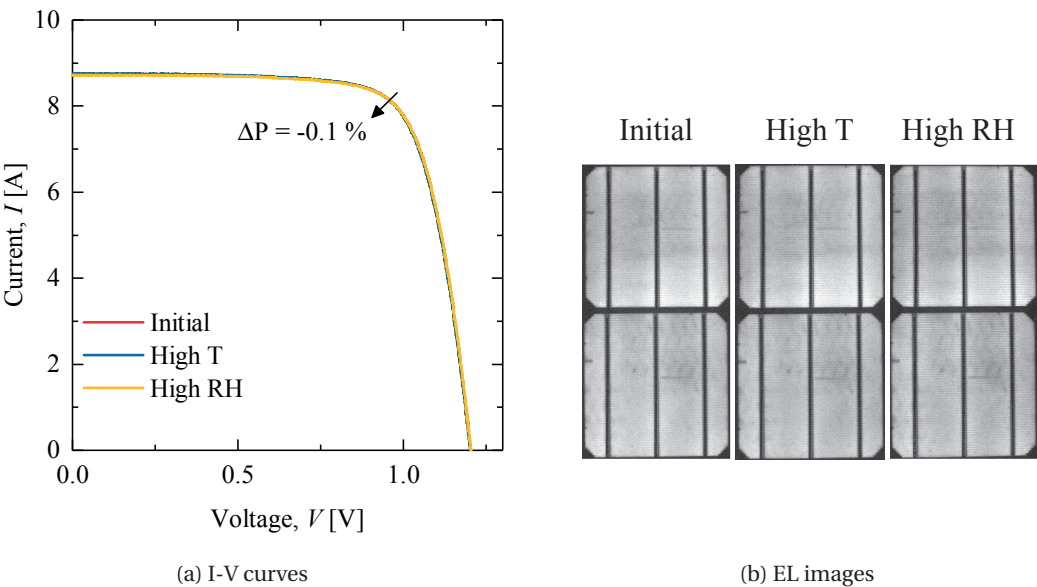 10
8
6
4
2
0
0.0
0.5
1.0
Current, I [A]
Voltage, V [V]
ΔP = -0.1 %
Initial
High T
High RH
(a) I-V curves
Initial High T High RH
(b) EL images